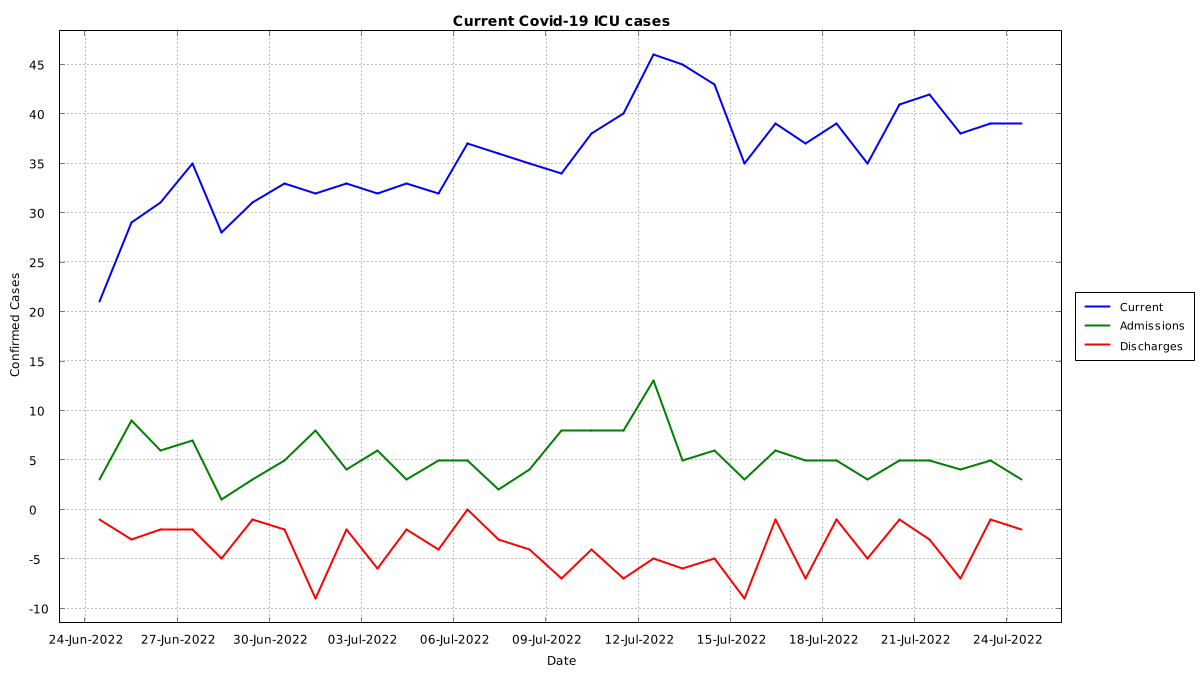 Current Covid-19 ICU cases
45
40
35
30
25
20
15
10
5
0
-5
-10
Confirmed Cases
24-Jun-2022 27-Jun-2022 30-Jun-2022 03-Jul-2022 06-Jul-2022 09-Jul-2022 12-Jul-2022 15-Jul-2022 18-Jul-2022 21-Jul-2022 24-Jul-2022
Date
Current
Admissions
Discharges